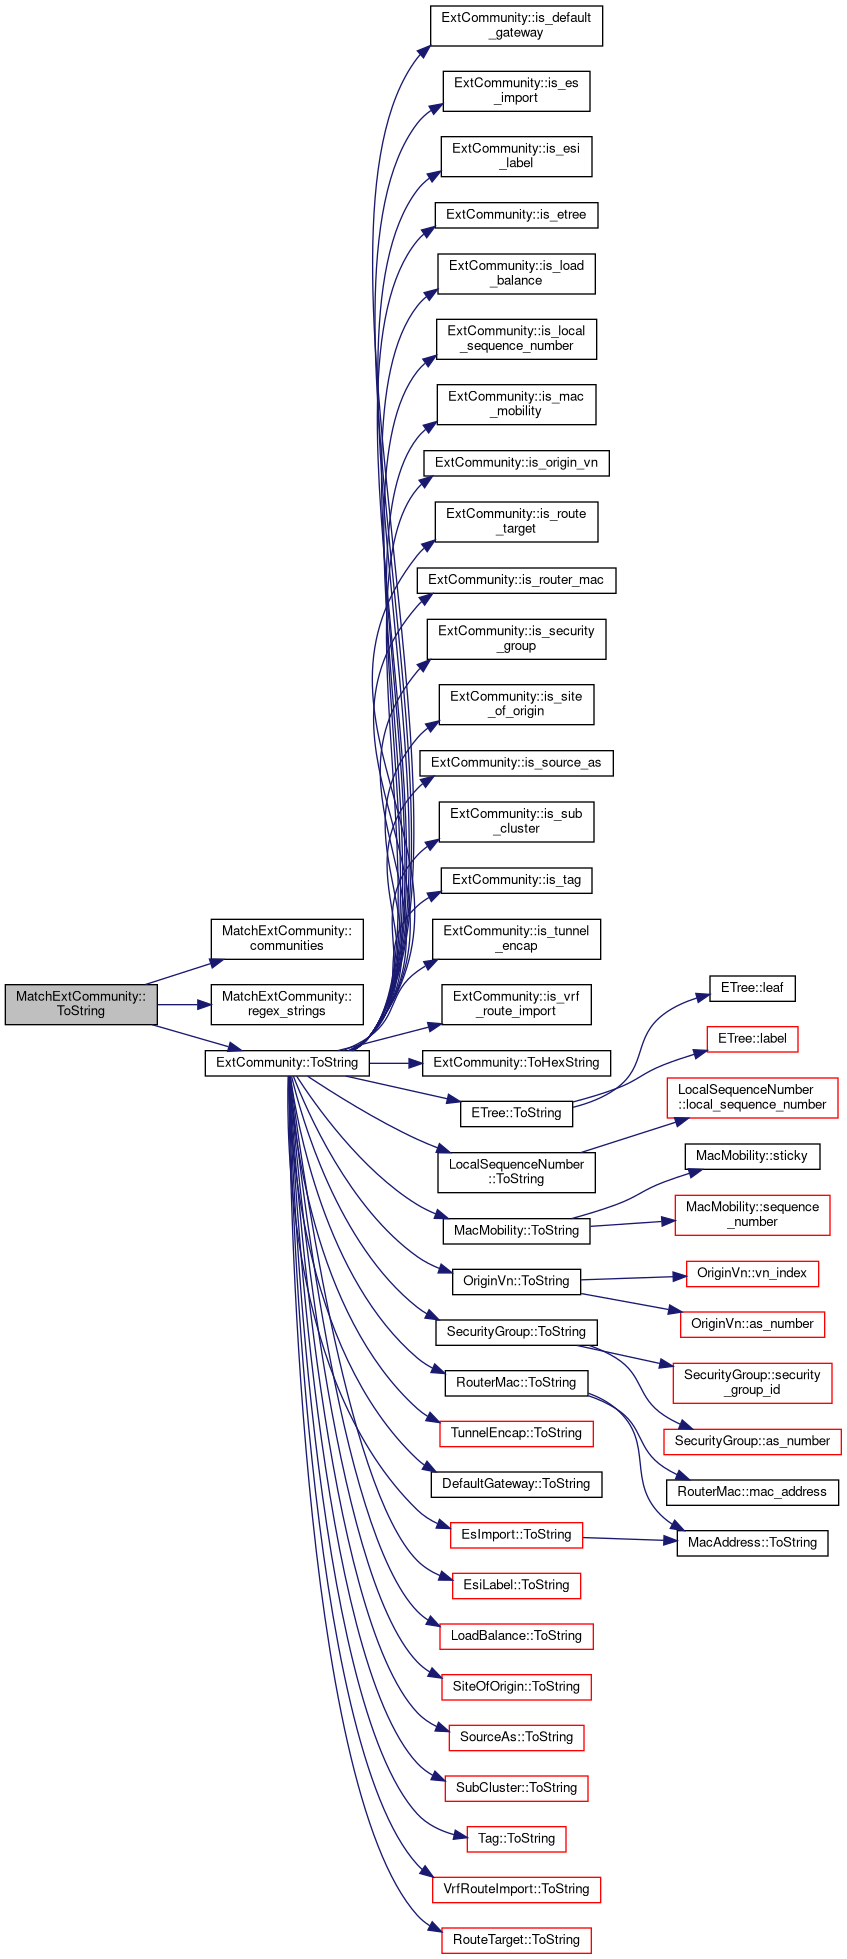 ExtCommunity::is_default
_gateway
ExtCommunity::is_es
_import
ExtCommunity::is_esi
_label
ExtCommunity::is_etree
ExtCommunity::is_load
_balance
ExtCommunity::is_local
_sequence_number
ExtCommunity::is_mac
_mobility
ExtCommunity::is_origin_vn
ExtCommunity::is_route
_target
ExtCommunity::is_router_mac
ExtCommunity::is_security
_group
ExtCommunity::is_site
_of_origin
ExtCommunity::is_source_as
ExtCommunity::is_sub
_cluster
ExtCommunity::is_tag
MatchExtCommunity::
communities
ExtCommunity::is_tunnel
_encap
MatchExtCommunity::
ToString
MatchExtCommunity::
regex_strings
ExtCommunity::is_vrf
_route_import
ETree::leaf
ExtCommunity::ToString
ExtCommunity::ToHexString
ETree::label
ETree::ToString
LocalSequenceNumber
::local_sequence_number
LocalSequenceNumber
::ToString
MacMobility::sticky
MacMobility::ToString
MacMobility::sequence
_number
OriginVn::ToString
OriginVn::vn_index
OriginVn::as_number
SecurityGroup::ToString
SecurityGroup::security
_group_id
RouterMac::ToString
SecurityGroup::as_number
TunnelEncap::ToString
DefaultGateway::ToString
RouterMac::mac_address
EsImport::ToString
MacAddress::ToString
EsiLabel::ToString
LoadBalance::ToString
SiteOfOrigin::ToString
SourceAs::ToString
SubCluster::ToString
Tag::ToString
VrfRouteImport::ToString
RouteTarget::ToString